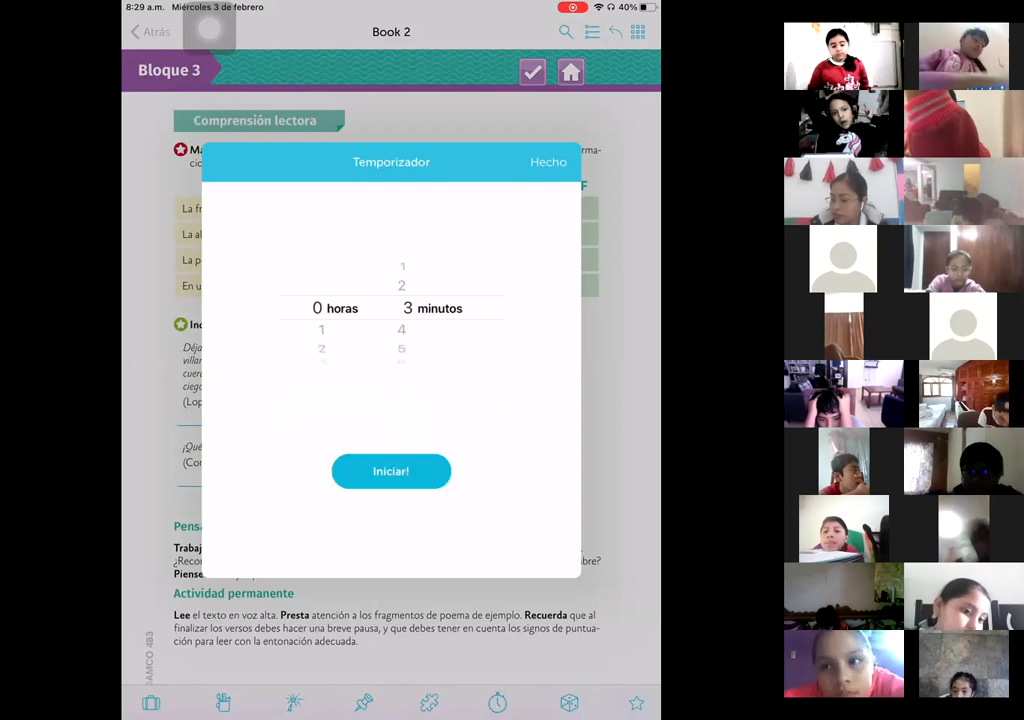 8:29 a.m. Miércoles 3 de febrero
40%
Atrás
Book 2
Bloque 3
Comprensión lectora
Temporizador
Hecho
F
1
2
0 horas 3 minutos
1 4
2 5
Iniciar!
Actividad permanente
Lee el texto en voz alta. Presta atención a los fragmentos de poema de ejemplo. Recuerda que al
finalizar los versos debes hacer una breve pausa, y que debes tener en cuenta los signos de puntua-
ción para leer con la entonación adecuada.